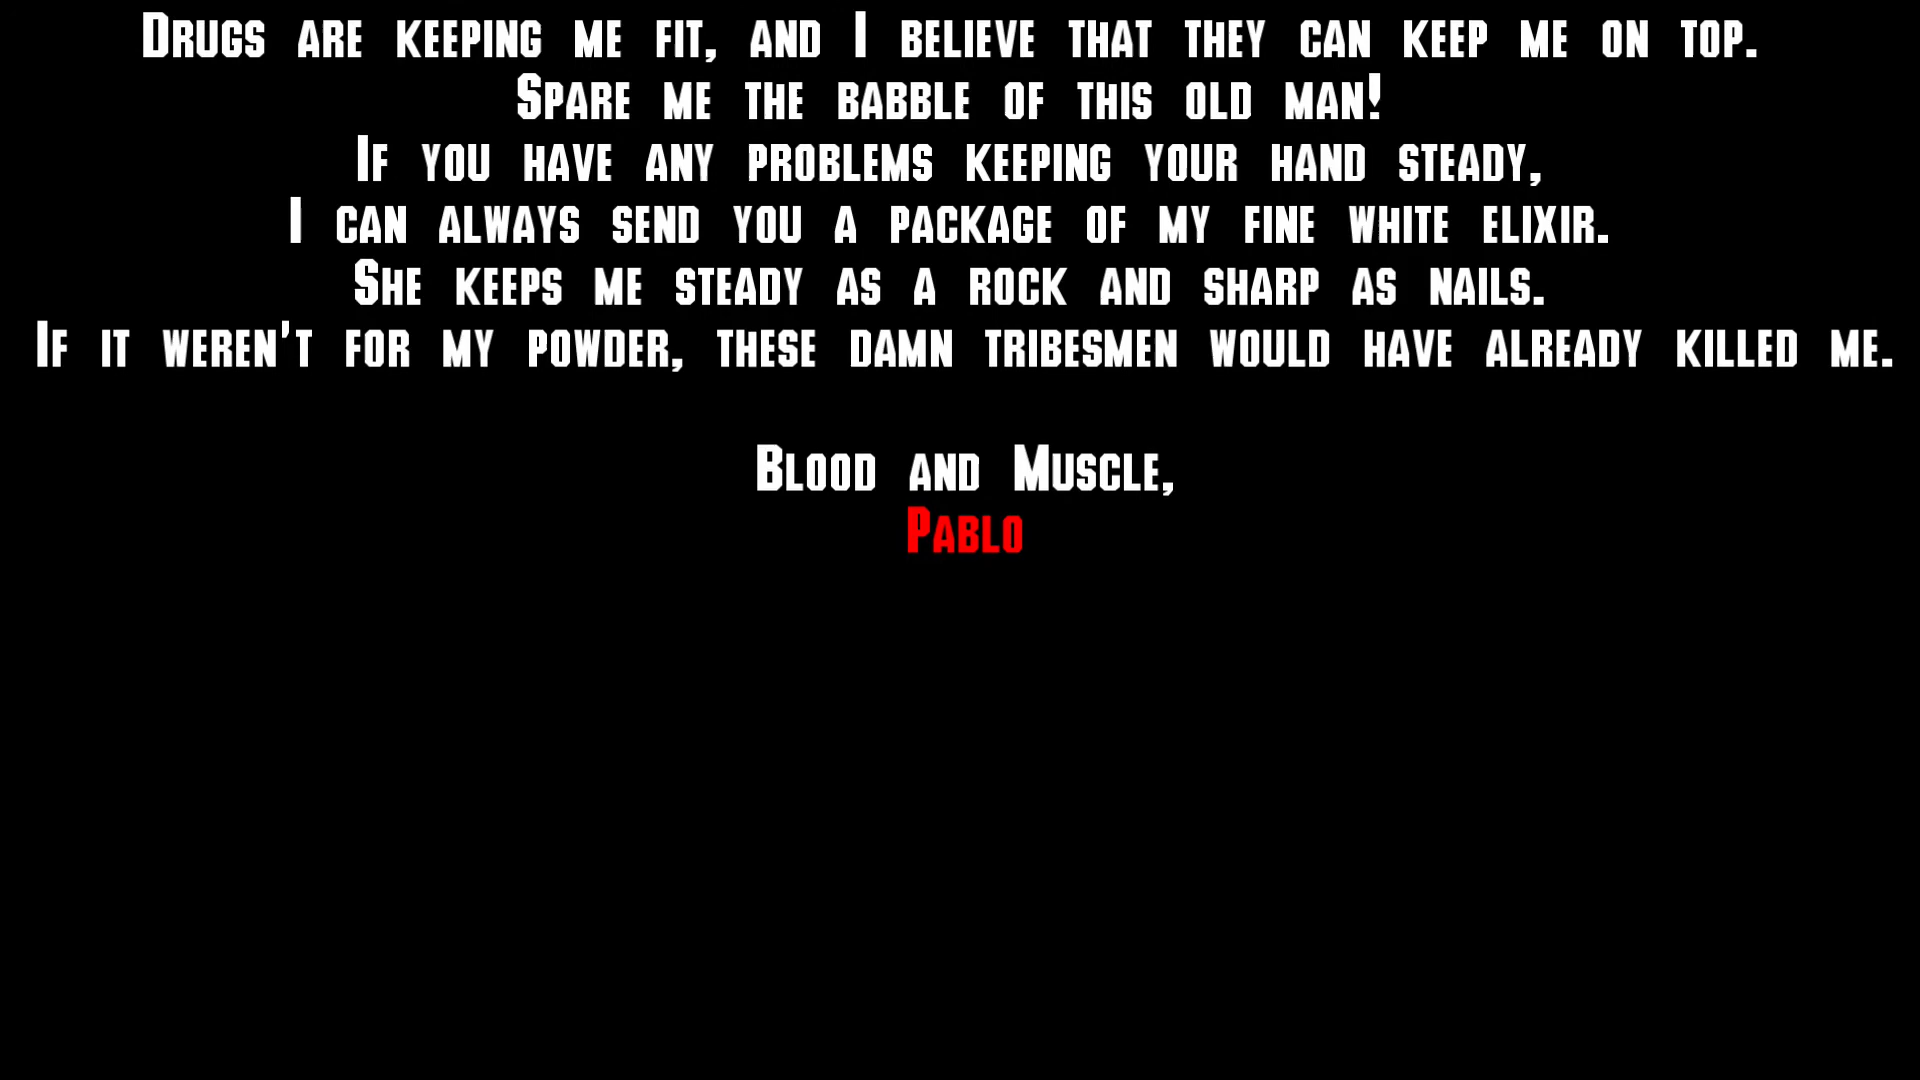 Drugs are keeping me fit, and I believe that they can keep me on top.
Spare me the babble of this old man!
If you have any problems keeping your hand steady,
I can always send you a package of my fine white elixir.
She keeps me steady as a rock and sharp as nails.
If it weren't for my powder, these damn tribesmen would have already killed me.
Blood and Muscle,
Pablo